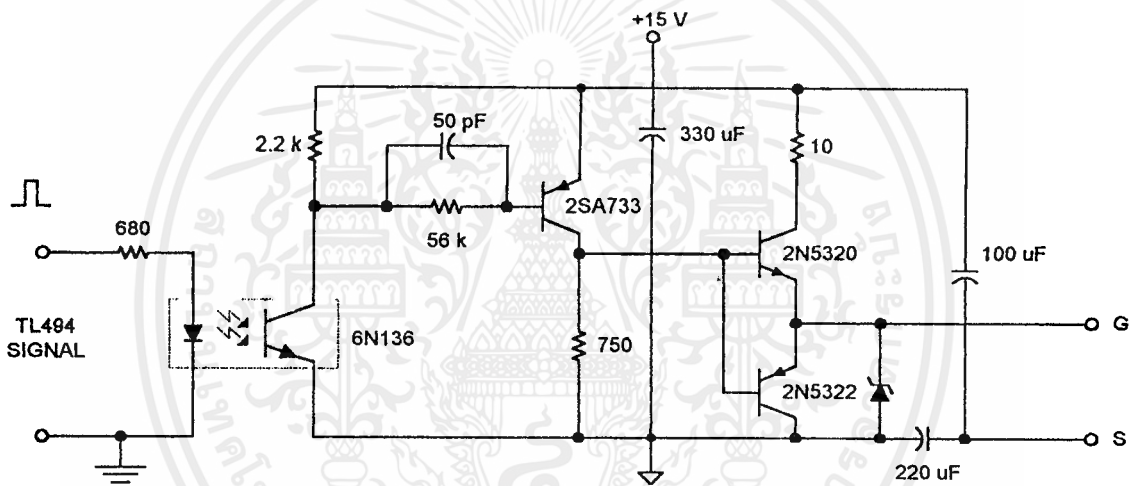 +15 V
50 pF
2.2 k
330 uF
10
2SA733
56 k
680
2N5320
100 uF
TL494
SIGNAL
6N136
G
750
2N5322
S
220 uF